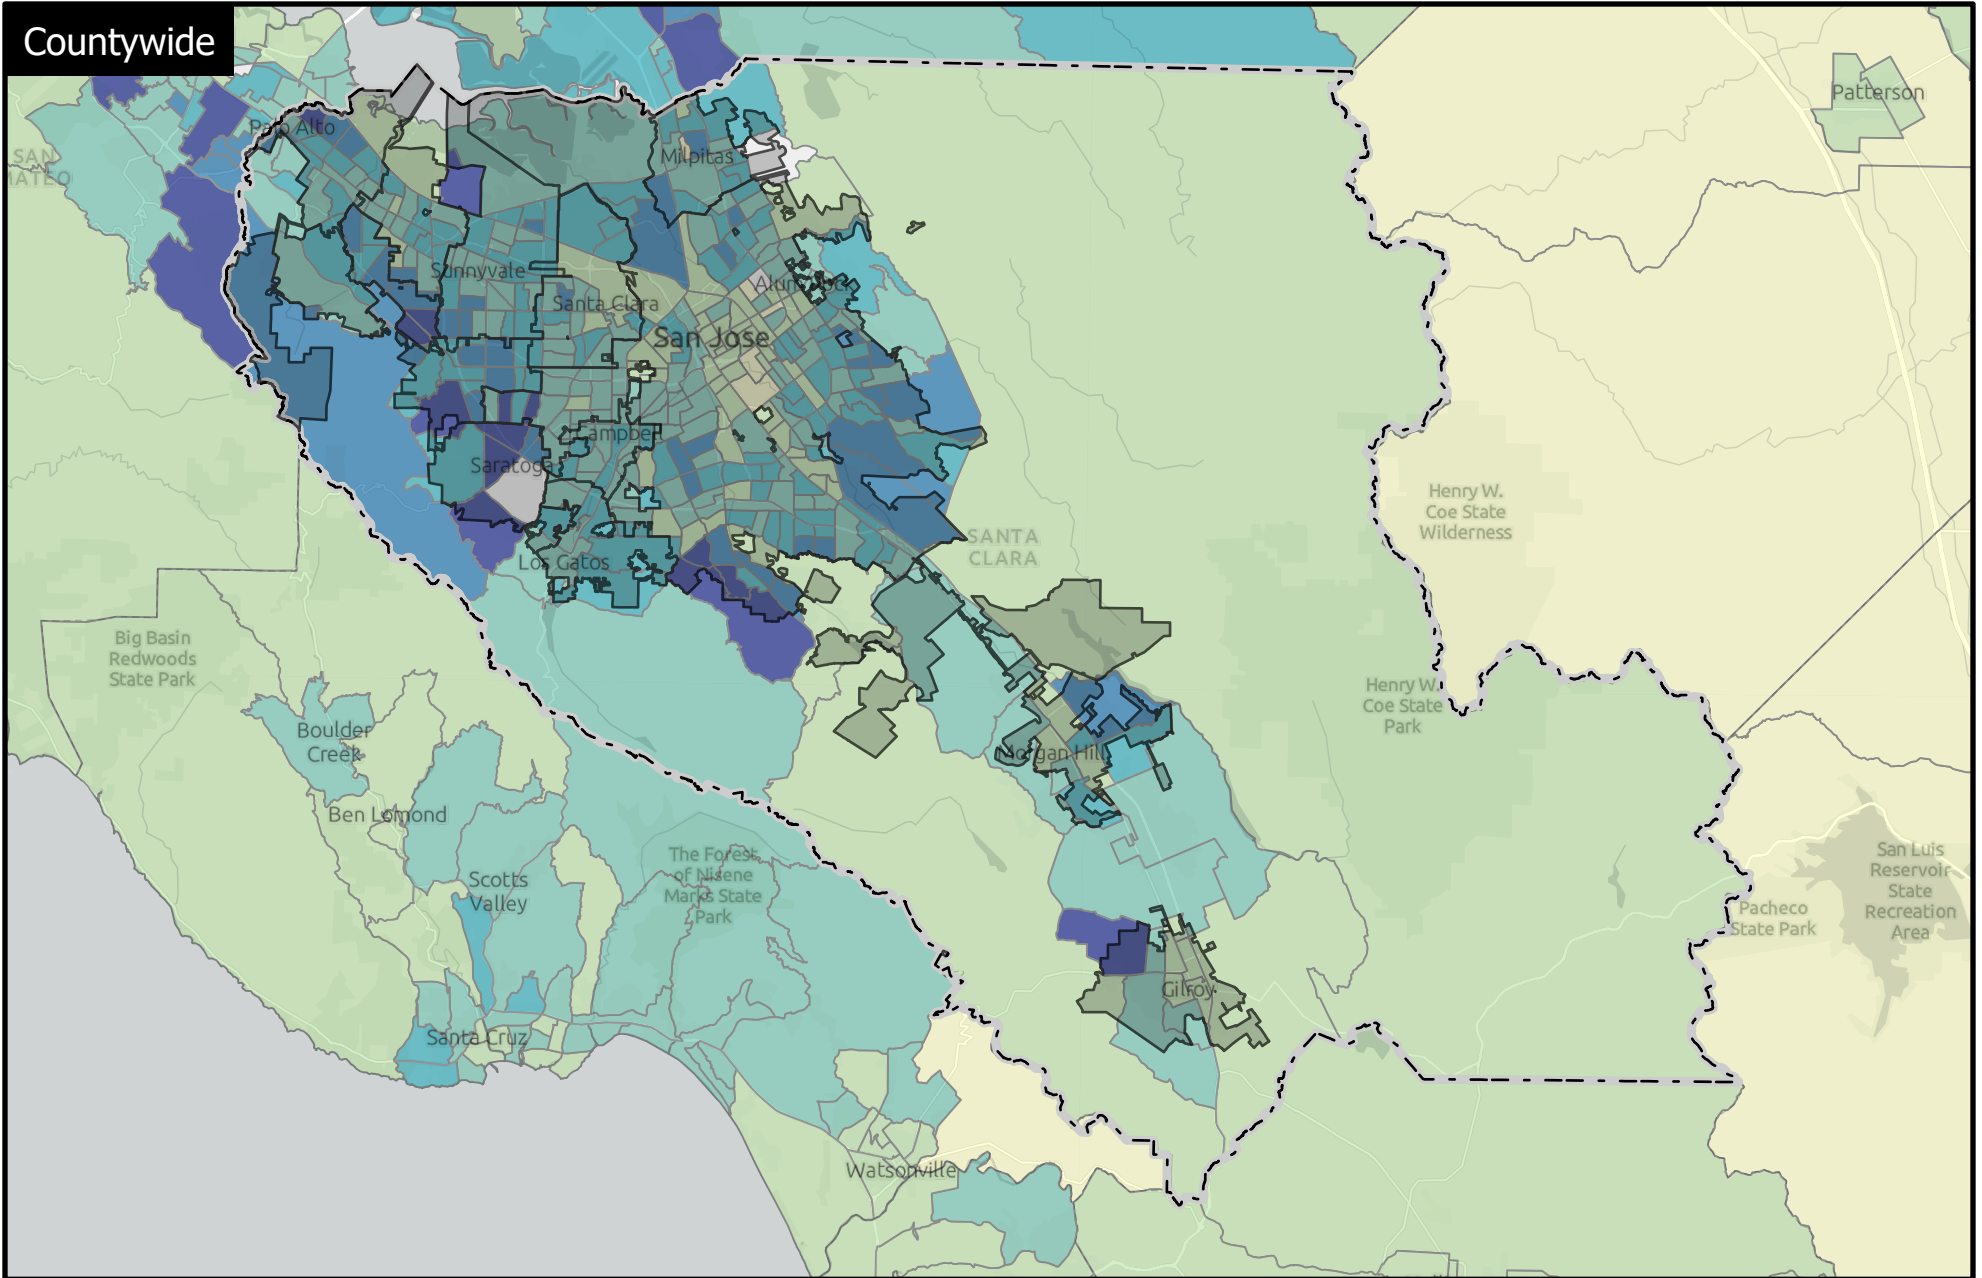 Countywide
Patterson
Palo Alto
SAN
MATEO
Milpitas
Sunnyvale
Alum Rock
Santa Clara
San Jose
Campbell
Saratoga
Henry W.
Coe State
Wilderness
SANTA
CLARA
Los Gatos
Big Basin
Redwoods
State Park
Henry W.
Coe State
Park
Boulder
Creek
Morgan Hill
Ben Lomond
The Forest
of Nisene
Marks State
Park
San Luis
Reservoir
State
Recreation
Area
Scotts
Valley
Pacheco
State Park
Gilroy
Santa Cruz
Watsonville